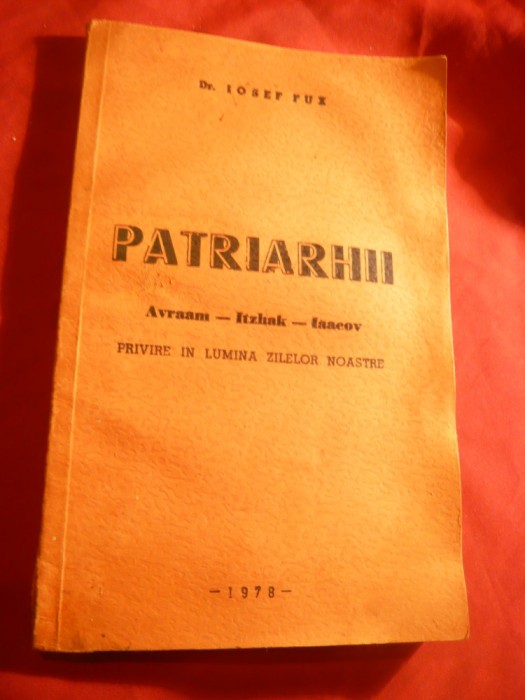 Dr. IOSEF FUX
PATRIARHII
Avraam — Itzhak — Iaacov
PRIVIRE IN LUMINA ZILELOR NOASTRE
— 1978 —